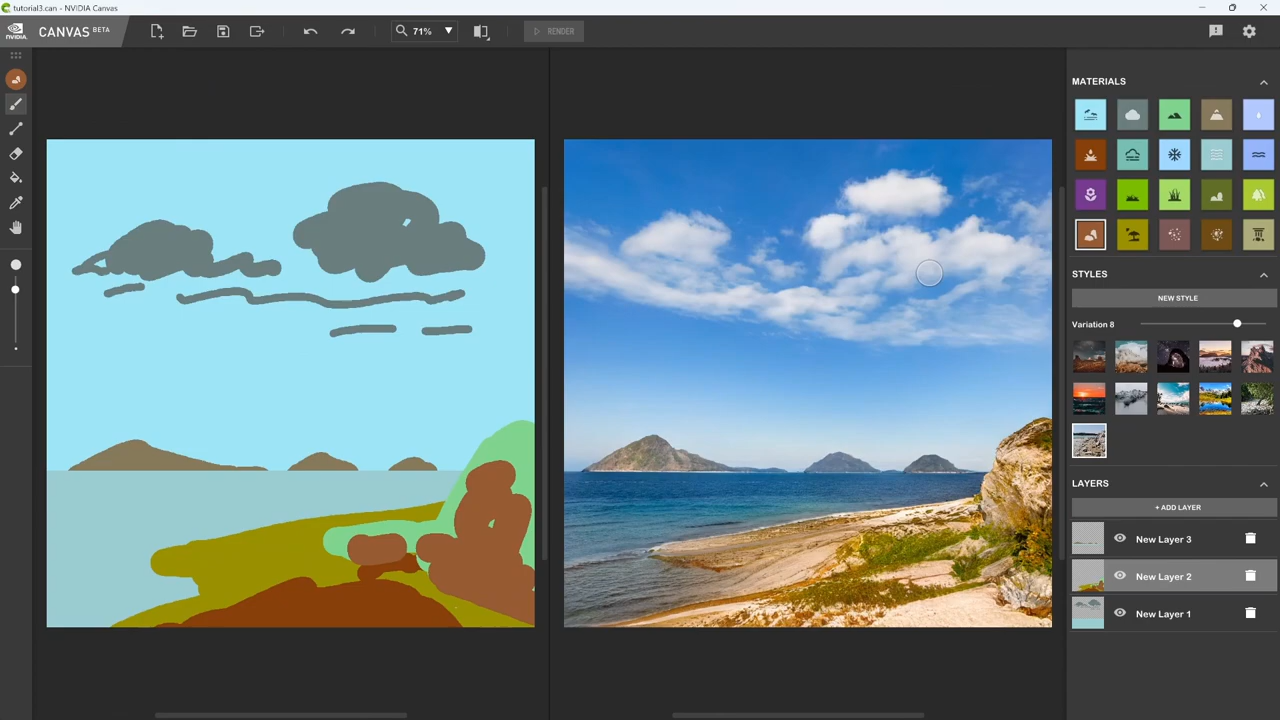 tutorial3.can - NVIDIA Canvas
NVIDIA
CANVAS BETA
71%
RENDER
MATERIALS
STYLES
NEW STYLE
Variation 8
LAYERS
+ ADD LAYER
New Layer 3
New Layer 2
New Layer 1